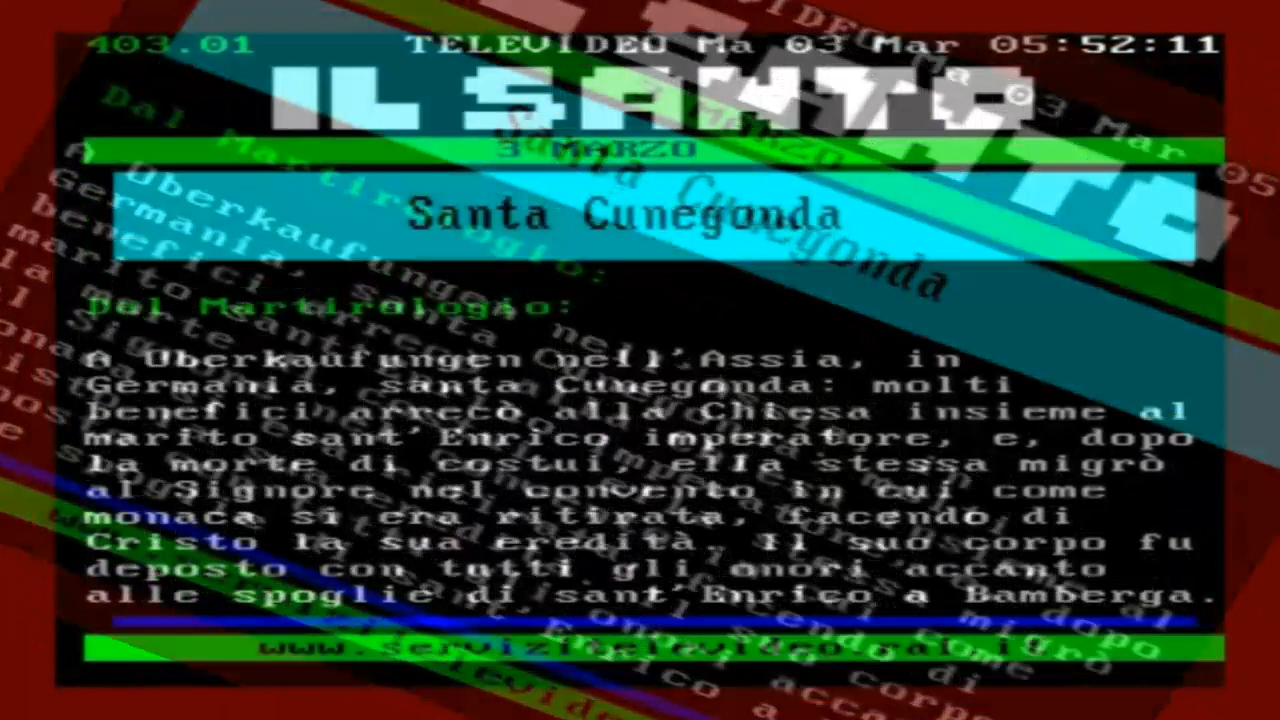 403.01 TELEVIDEO Ma 03 Mar 05:52:11
IL SANTO
3 MARZO
Santa Cunegonda
Dal Martirologio:
A Uberkaufungen nell'Assia, in
Germania, santa Cunegonda: molti
benefici arrecò alla Chiesa insieme al
marito sant'Enrico imperatore, e, dopo
la morte di costui, ella stessa migrò
al Signore nel convento in cui come
monaca si era ritirata, facendo di
Cristo la sua eredità. Il suo corpo fu
deposto con tutti gli onori accanto
alle spoglie di sant'Enrico a Bamberga.
www.servizitelevideo.rai.it